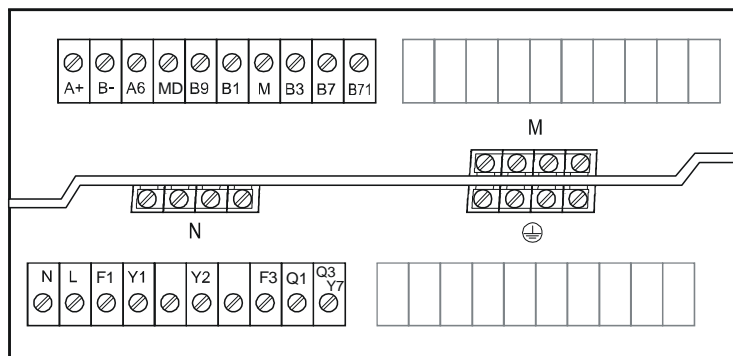 A+ B- A6 MD B9 B1 M B3 B7 B71
M
N
N L F1 Y1 Y2 F3 Q1 Q3 Y7